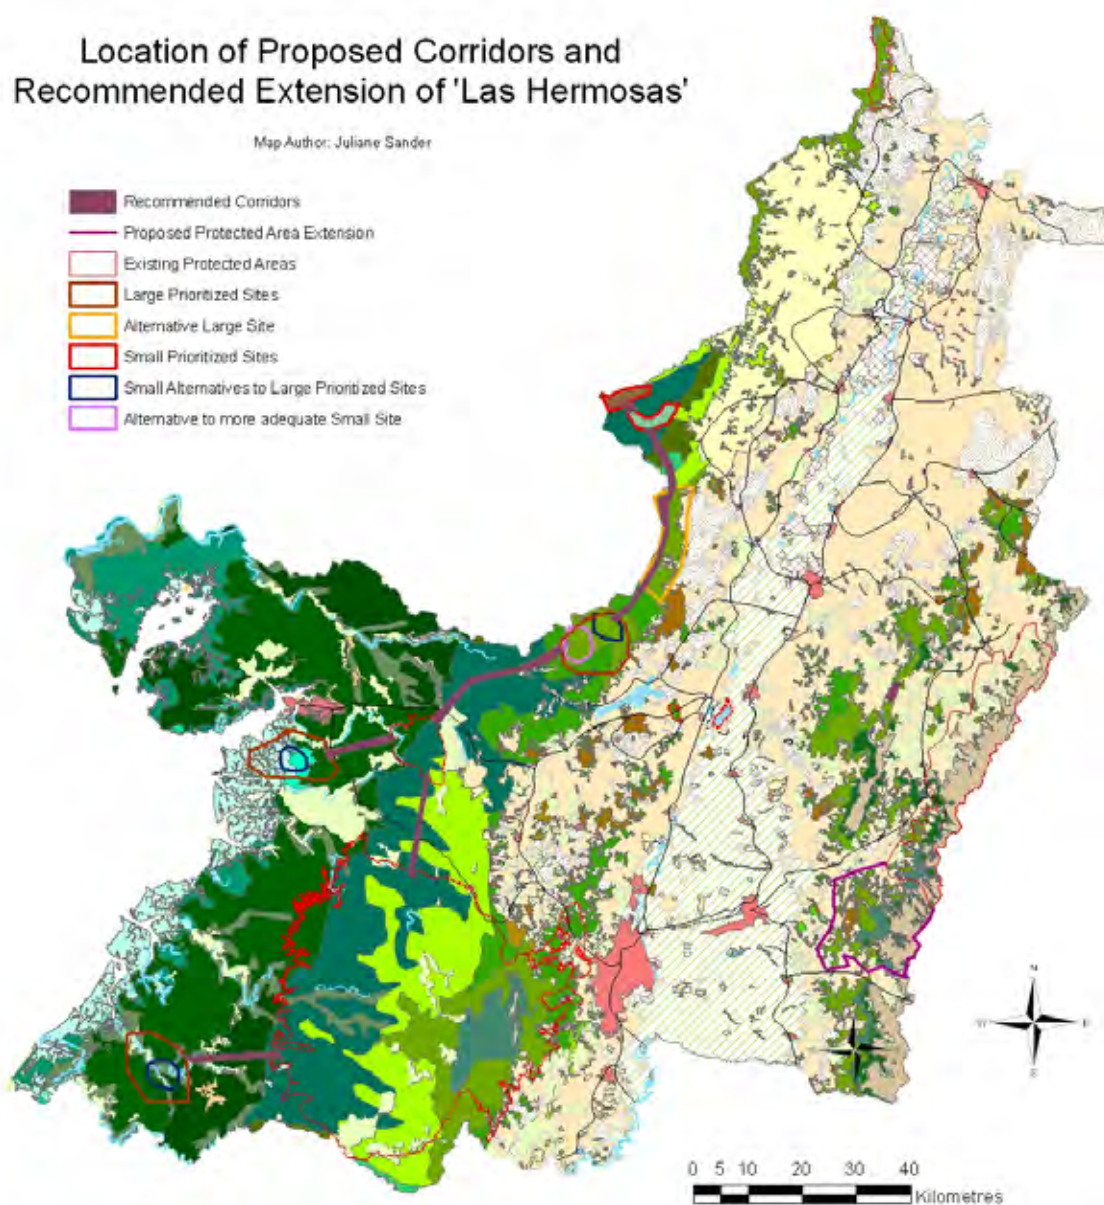 Location of Proposed Corridors and
Recommended Extension of 'Las Hermosas'
Map Author: Juliane Sander
Recommended Corridors
Proposed Protected Area Extension
Existing Protected Areas
Large Prioritized Sites
Alternative Large Site
Small Prioritized Sites
Small Alternatives to Large Prioritized Sites
Alternative to more adequate Small Site
N
W E
S
0 5 10 20 30 40
Kilometres